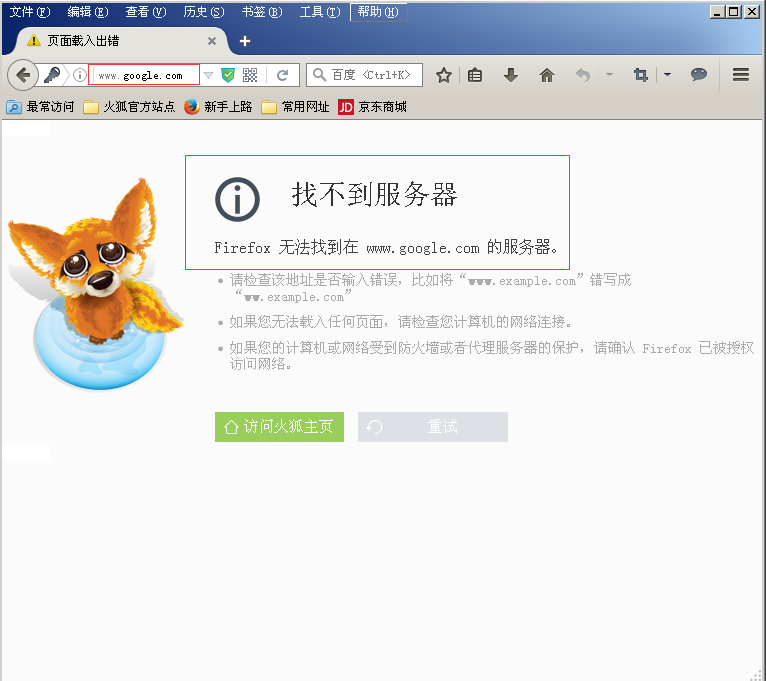 文件(F) 编辑(E) 查看(V) 历史(S) 书签(B) 工具(T) 帮助(H)
页面载入出错
www.google.com 百度 <Ctrl+K>
最常访问 火狐官方站点 新手上路 常用网址 JD 京东商城
找不到服务器
Firefox 无法找到在 www.google.com 的服务器。
• 请检查该地址是否输入错误，比如将“www.example.com”错写成
“ww.example.com”
• 如果您无法载入任何页面，请检查您计算机的网络连接。
• 如果您的计算机或网络受到防火墙或者代理服务器的保护，请确认 Firefox 已被授权
访问网络。
访问火狐主页 重试